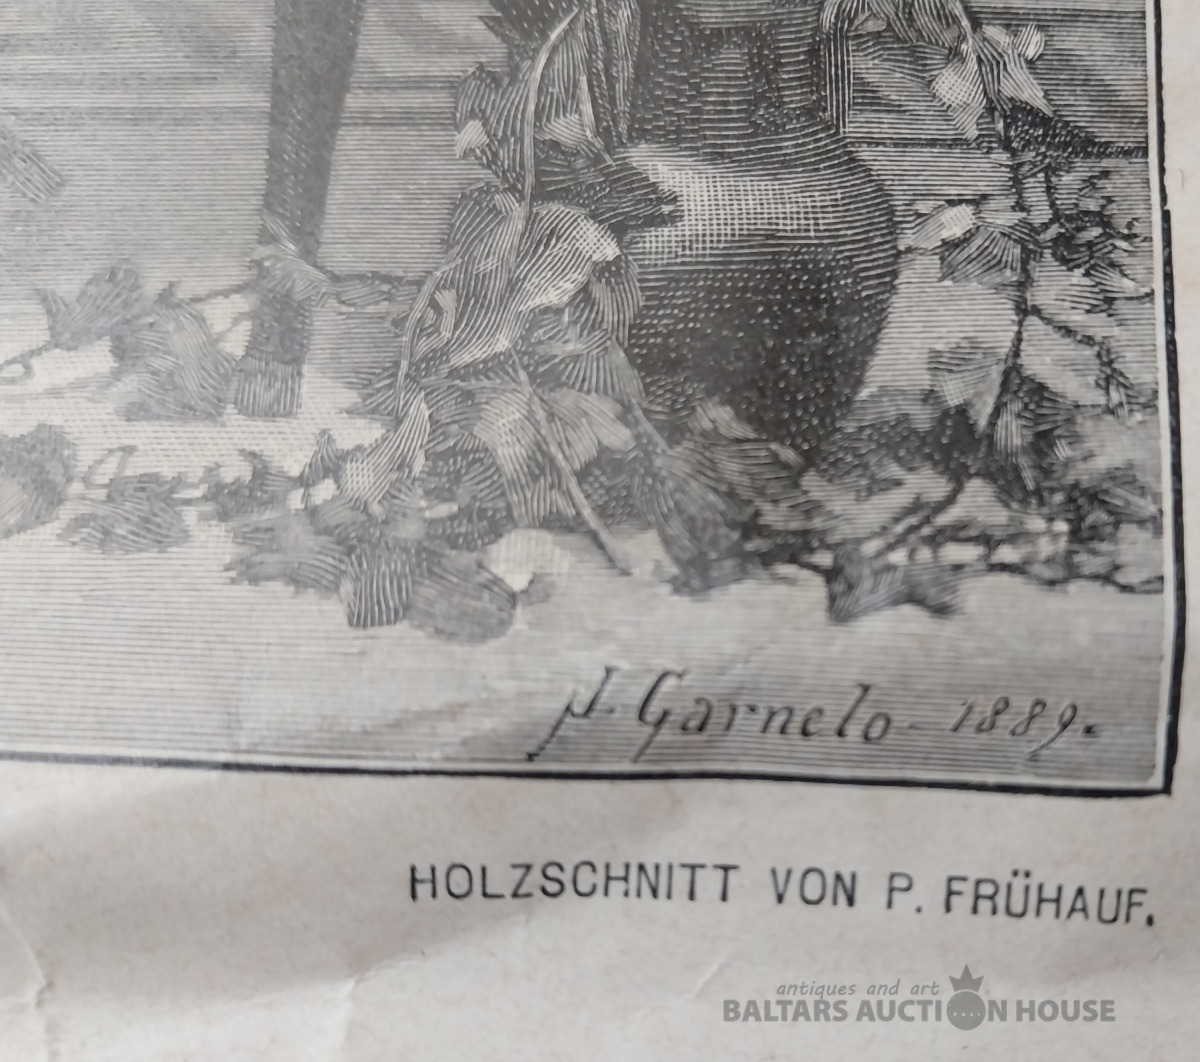 J. Garnelo - 1889.
HOLZSCHNITT VON P. FRÜHAUF.
antiques and art
BALTARS AUCTION HOUSE